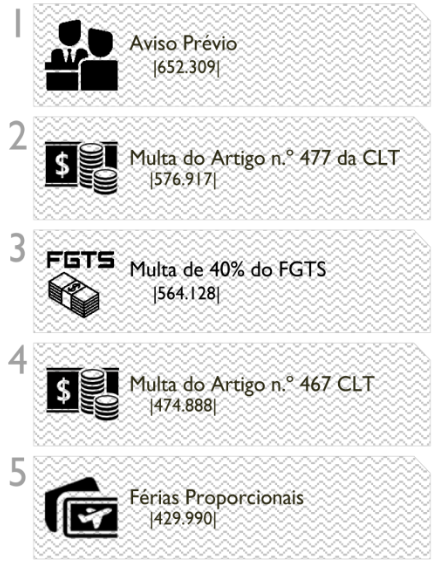 1
Aviso Prévio
|652.309|
2
$
Multa do Artigo n.º 477 da CLT
|576.917|
3
FGTS
$
Multa de 40% do FGTS
|564.128|
4
$
Multa do Artigo n.º 467 CLT
|474.888|
5
Férias Proporcionais
|429.990|